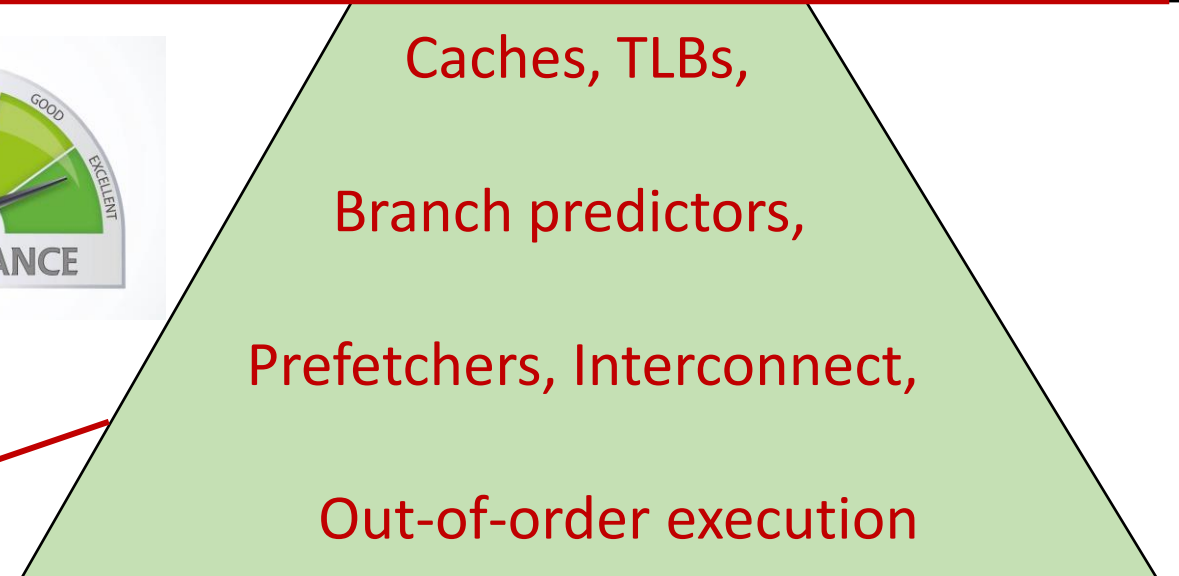 Caches, TLBs,
GOOD
EXCELLENT
Branch predictors,
ANCE
Prefetchers, Interconnect,
Out-of-order execution